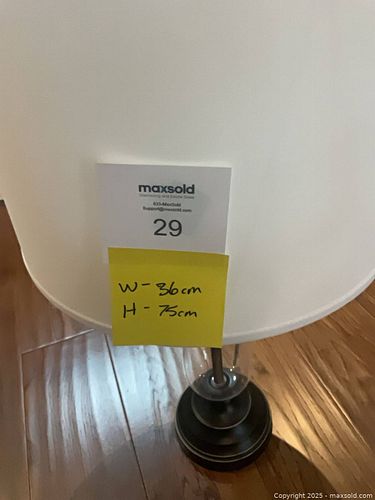 maxsold
Downsizing and Estate Sales
833-MaxSold
Support@maxsold.com
29
W - 36cm
H - 75cm
Copyright 2025 - maxsold.com